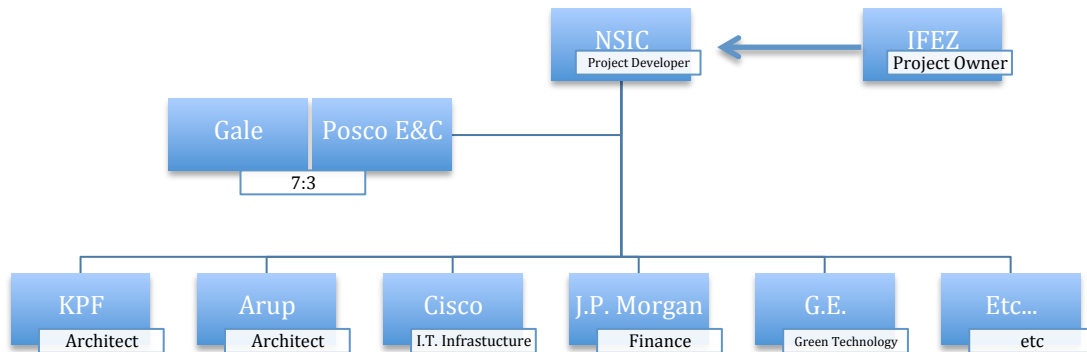 NSIC
Project Developer
IFEZ
Project Owner
Gale
Posco E&C
7:3
KPF
Architect
Arup
Architect
Cisco
I.T. Infrastucture
J.P. Morgan
Finance
G.E.
Green Technology
Etc...
etc